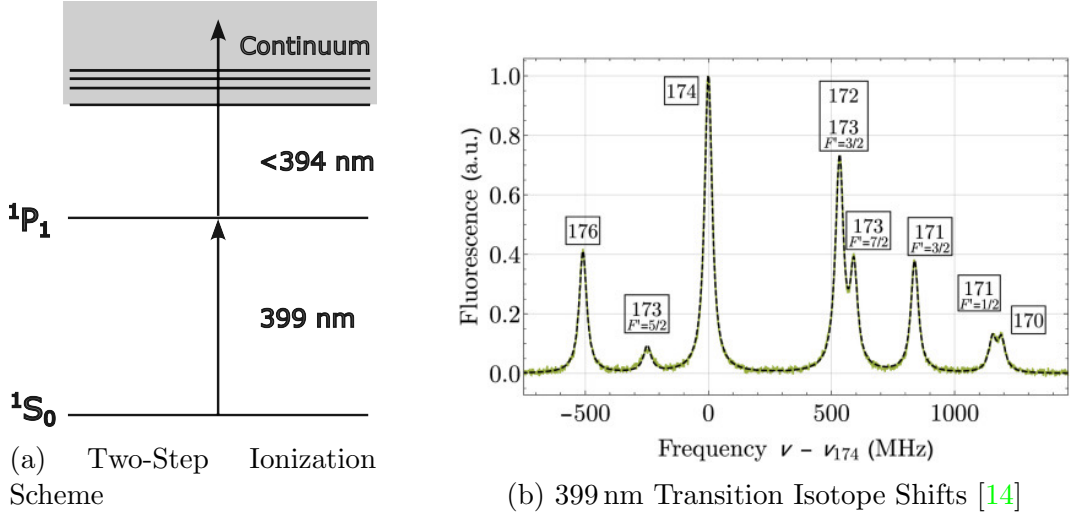 Continuum
<394 nm
¹P₁
399 nm
¹S₀
(a) Two-Step Ionization
Scheme
1.0
0.8
0.6
0.4
0.2
0.0
Fluorescence (a.u.)
174
172
173
F'=3/2
176
173
F'=7/2
171
F'=3/2
173
F'=5/2
171
F'=1/2
170
−500 0 500 1000
Frequency ν − ν₁₇₄ (MHz)
(b) 399 nm Transition Isotope Shifts [14]